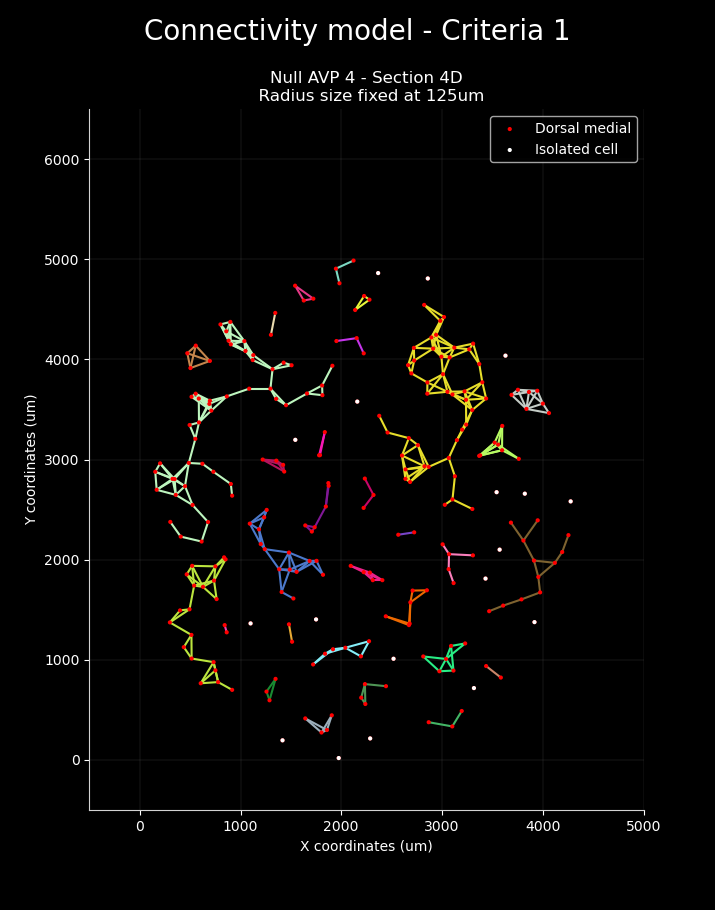 Connectivity model - Criteria 1
Null AVP 4 - Section 4D
Radius size fixed at 125um
Dorsal medial
Isolated cell
6000
5000
4000
3000
2000
1000
0
Y coordinates (um)
0 1000 2000 3000 4000 5000
X coordinates (um)